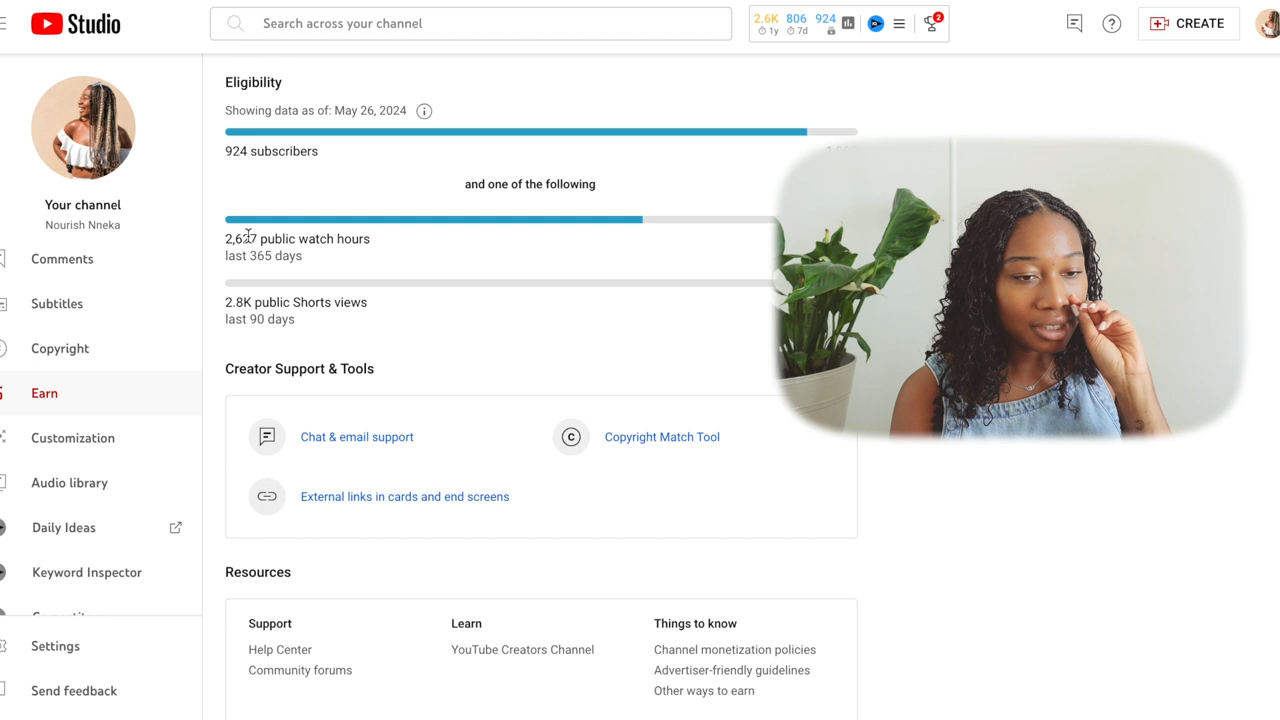 Studio
Search across your channel
2.6K 806 924
1y 7d
2
CREATE
Your channel
Nourish Nneka
Comments
Subtitles
Copyright
Earn
Customization
Audio library
Daily Ideas
Keyword Inspector
Settings
Send feedback
Eligibility
Showing data as of: May 26, 2024
924 subscribers
and one of the following
public watch hours
last 365 days
2.8K public Shorts views
last 90 days
Creator Support & Tools
Chat & email support
Copyright Match Tool
External links in cards and end screens
Resources
Support
Help Center
Community forums
Learn
YouTube Creators Channel
Things to know
Channel monetization policies
Advertiser-friendly guidelines
Other ways to earn